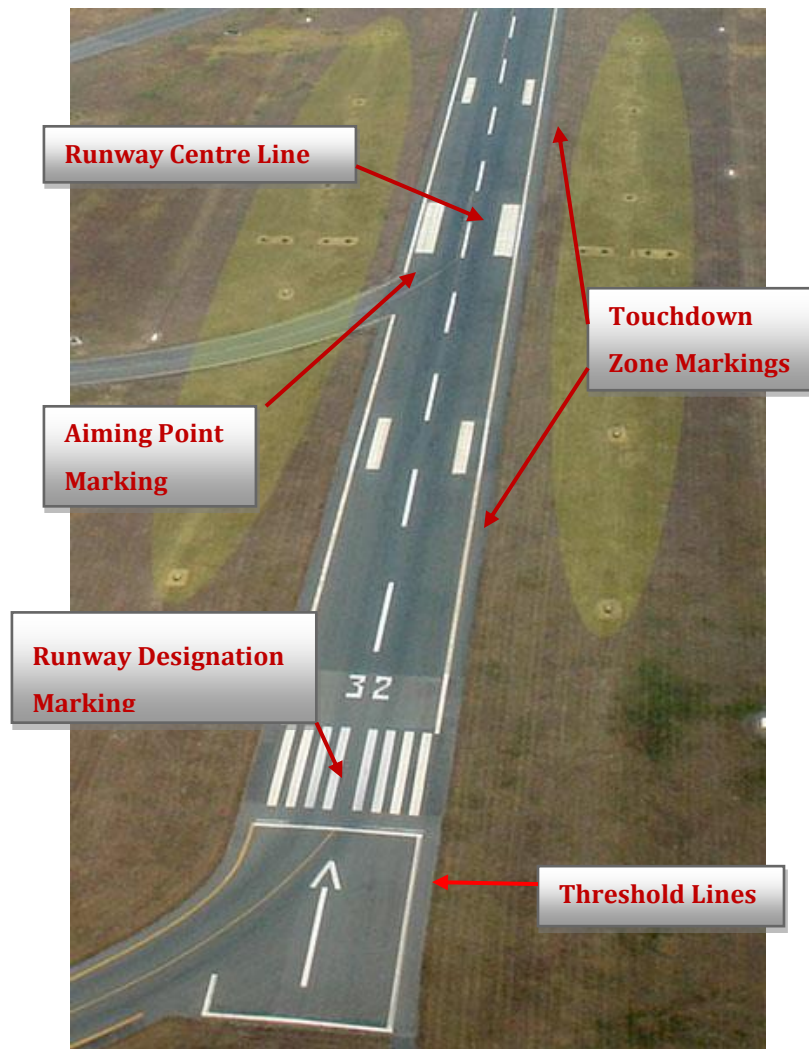 Runway Centre Line
Touchdown
Zone Markings
Aiming Point
Marking
Runway Designation
Marking
32
Threshold Lines